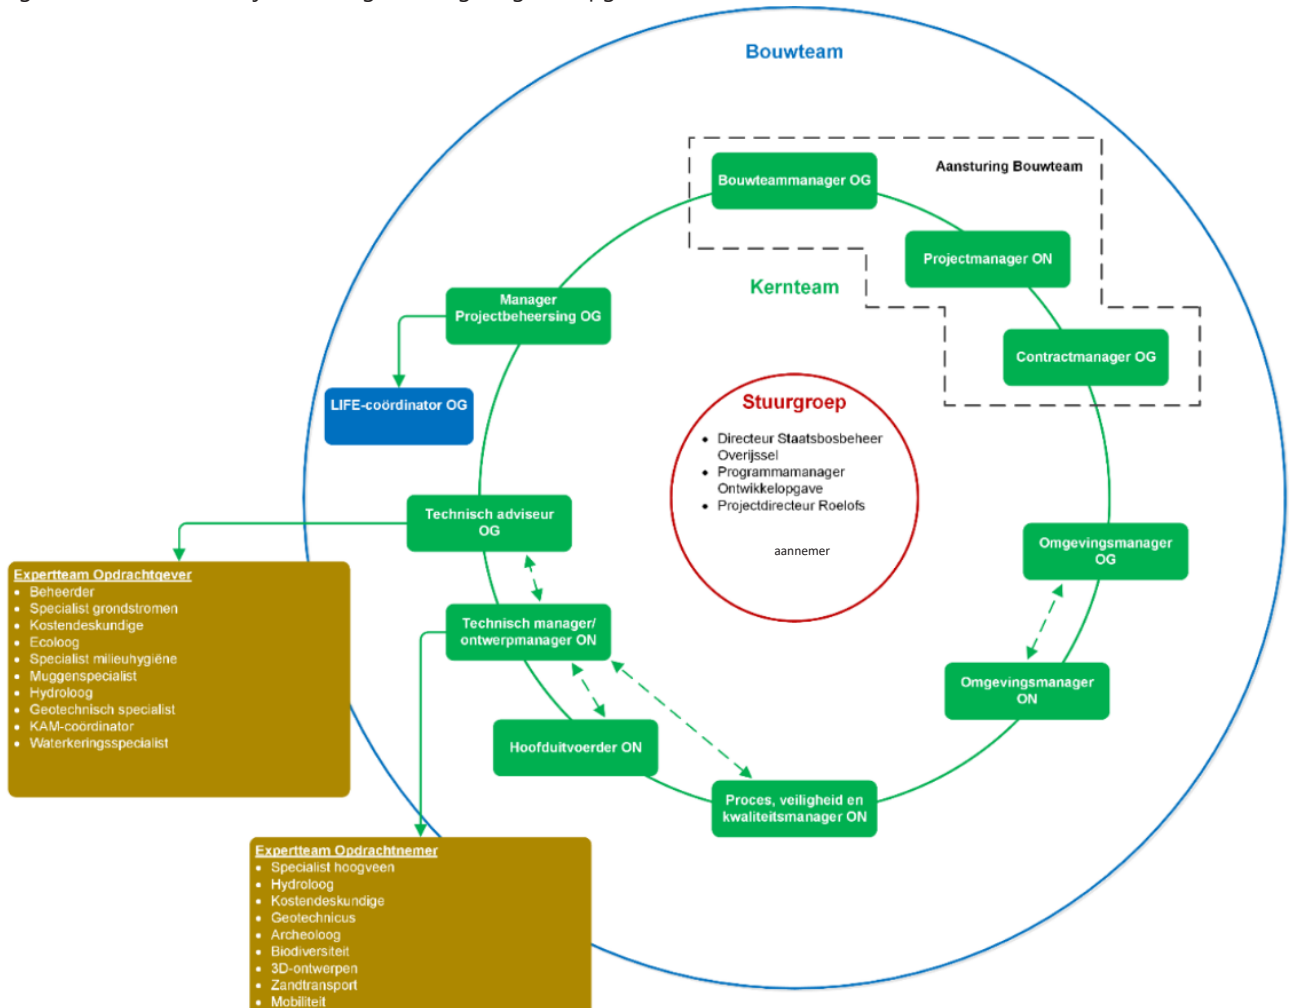 Bouwteam
Aansturing Bouwteam
Bouwteammanager OG
Projectmanager ON
Kernteam
Contractmanager OG
Manager
Projectbeheersing OG
LIFE-coördinator OG
Stuurgroep
• Directeur Staatsbosbeheer
Overijssel
• Programmamanager
Ontwikkelopgave
• Projectdirecteur Roelofs
aannemer
Technisch adviseur
OG
Omgevingsmanager
OG
Technisch manager/
ontwerpmanager ON
Omgevingsmanager
ON
Hoofduitvoerder ON
Proces, veiligheid en
kwaliteitsmanager ON
Expertteam Opdrachtgever
• Beheerder
• Specialist grondstromen
• Kostendeskundige
• Ecoloog
• Specialist milieuhygiëne
• Muggenspecialist
• Hydroloog
• Geotechnisch specialist
• KAM-coördinator
• Waterkeringsspecialist
Expertteam Opdrachtnemer
• Specialist hoogveen
• Hydroloog
• Kostendeskundige
• Geotechnicus
• Archeoloog
• Biodiversiteit
• 3D-ontwerpen
• Zandtransport
• Mobiliteit